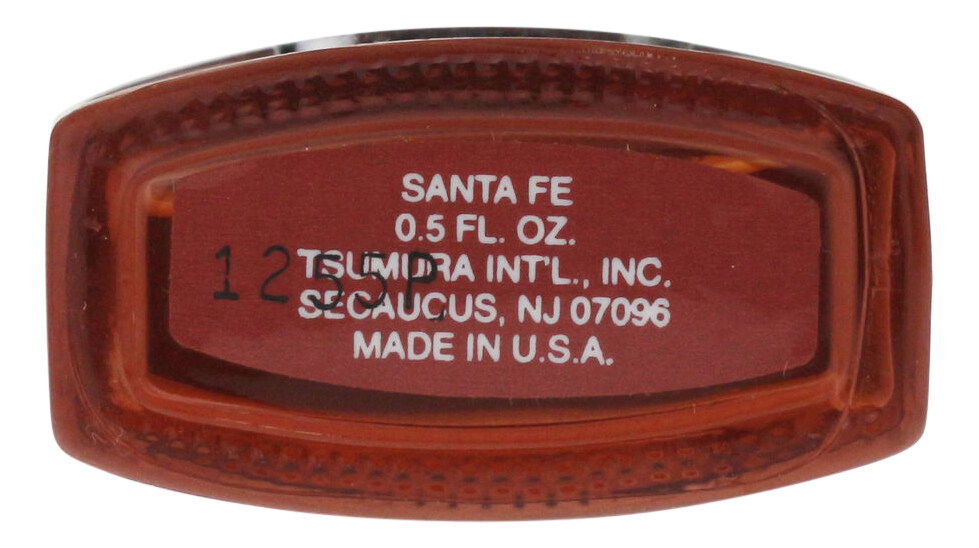 SANTA FE
0.5 FL. OZ.
TSUMURA INT'L., INC.
1255P
SECAUCUS, NJ 07096
MADE IN U.S.A.